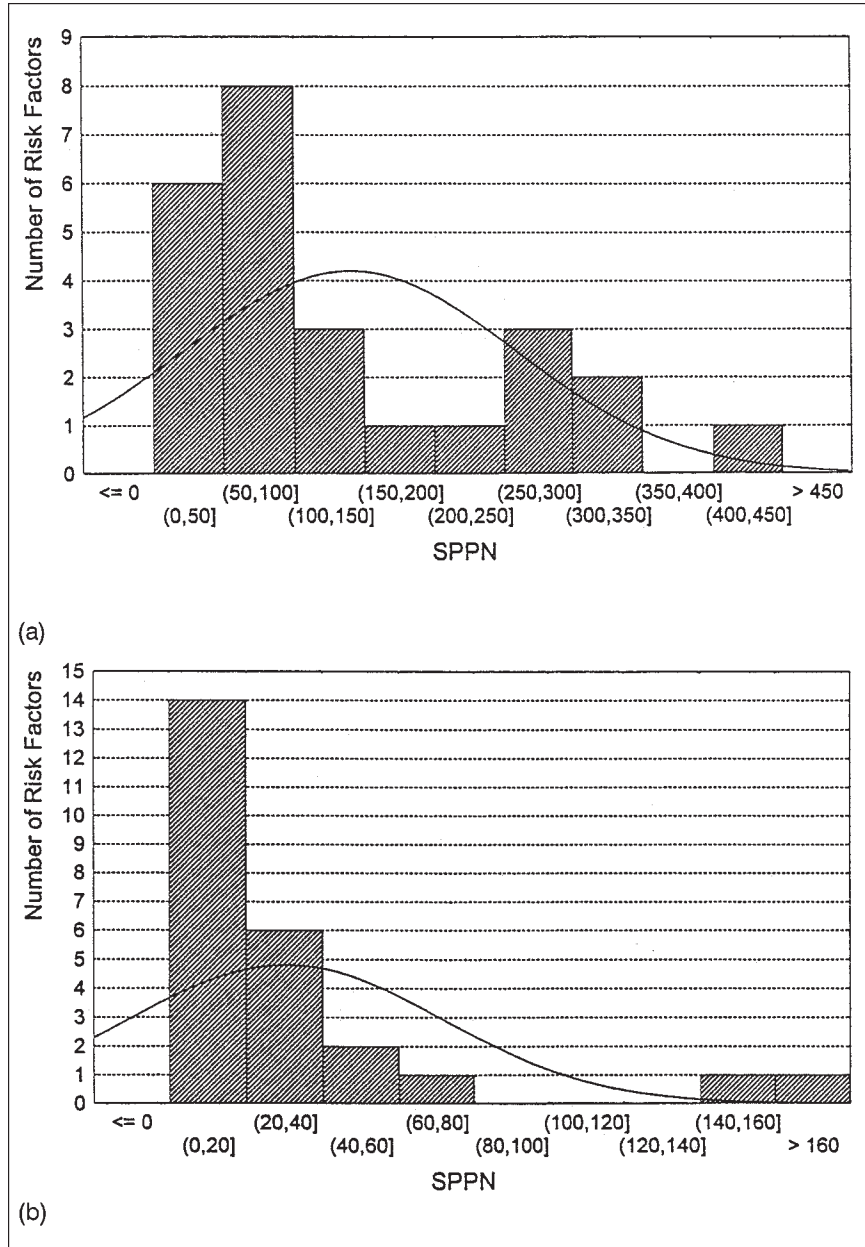 Number of Risk Factors
9
8
7
6
5
4
3
2
1
0
<= 0 (50,100] (150,200] (250,300] (350,400] > 450
(0,50] (100,150] (200,250] (300,350] (400,450]
SPPN
(a)
Number of Risk Factors
15
14
13
12
11
10
9
8
7
6
5
4
3
2
1
0
<= 0 (20,40] (60,80] (100,120] (140,160]
(0,20] (40,60] (80,100] (120,140] > 160
SPPN
(b)